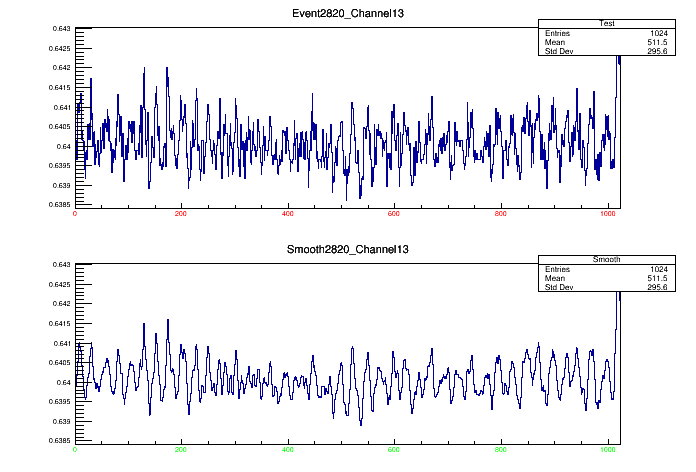 Event2820_Channel13
Test
Entries 1024
Mean 511.5
Std Dev 295.6
0.643
0.6425
0.642
0.6415
0.641
0.6405
0.64
0.6395
0.639
0.6385
0 200 400 600 800 1000
Smooth2820_Channel13
Smooth
Entries 1024
Mean 511.5
Std Dev 295.6
0.643
0.6425
0.642
0.6415
0.641
0.6405
0.64
0.6395
0.639
0.6385
0 200 400 600 800 1000